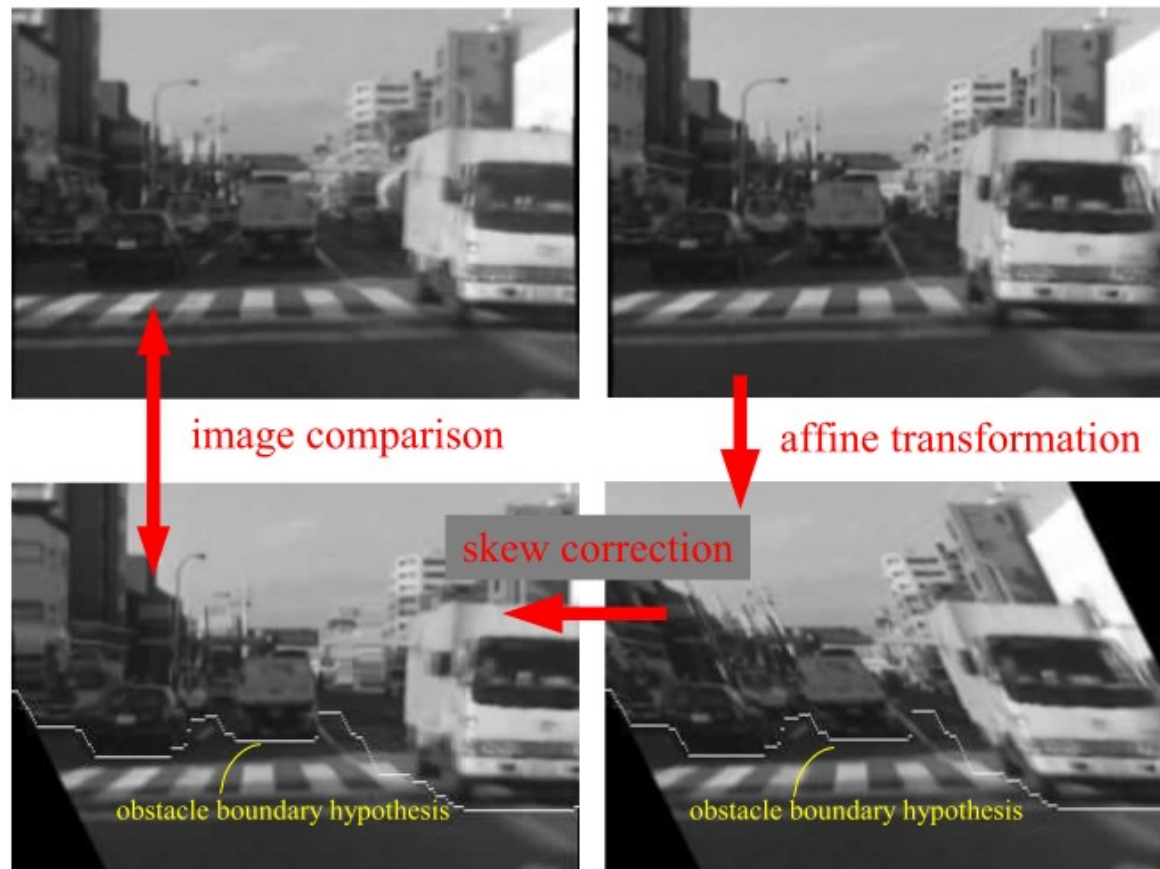 image comparison
affine transformation
skew correction
obstacle boundary hypothesis
obstacle boundary hypothesis